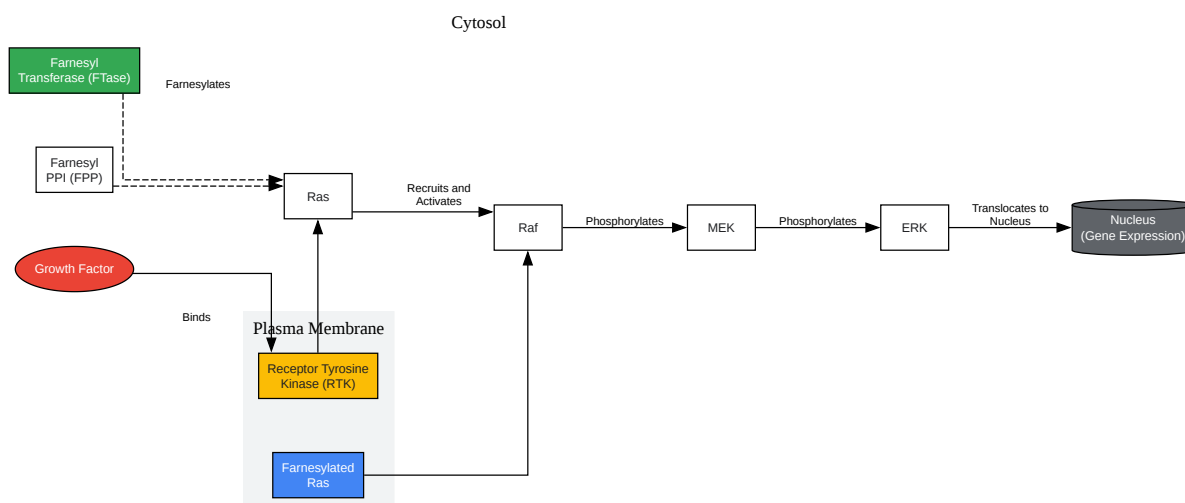 Cytosol
Farnesyl
Transferase (FTase)
Farnesylates
Farnesyl
PPI (FPP)
Ras
Recruits and
Activates
Raf
Phosphorylates
MEK
Phosphorylates
ERK
Translocates to
Nucleus
Nucleus
(Gene Expression)
Growth Factor
Binds
Plasma Membrane
Receptor Tyrosine
Kinase (RTK)
Farnesylated
Ras